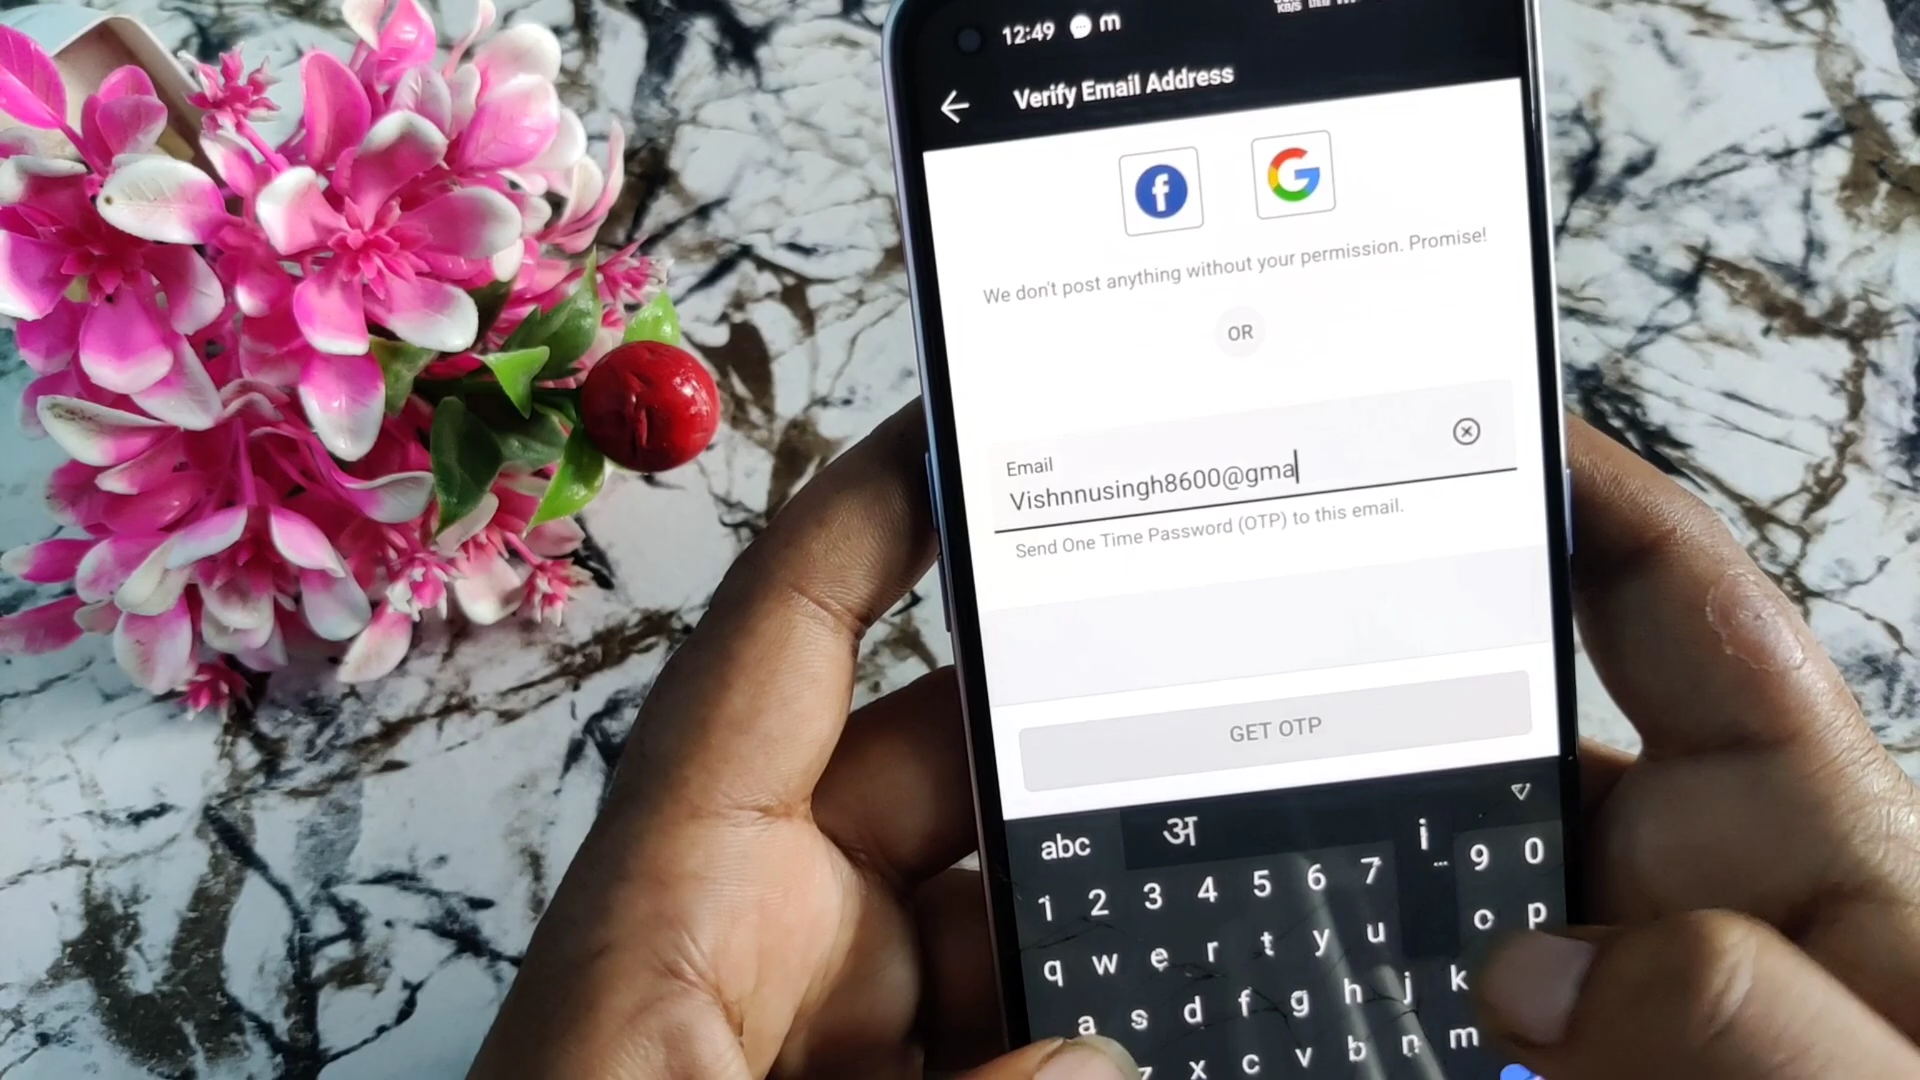 12:49 m
KB/S
Verify Email Address
f G
We don't post anything without your permission. Promise!
OR
Email
Vishnnusingh8600@gma
Send One Time Password (OTP) to this email.
GET OTP
abc अ i
1 2 3 4 5 6 7 ... 9 0
q w e r t y u o p
a s d f g h j k
z x c v b n m